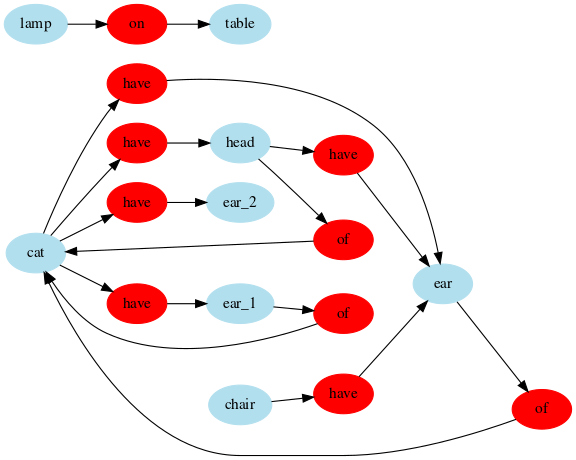 lamp on table
have
have head have
have ear_2
of
cat
ear
have ear_1 of
chair have
of